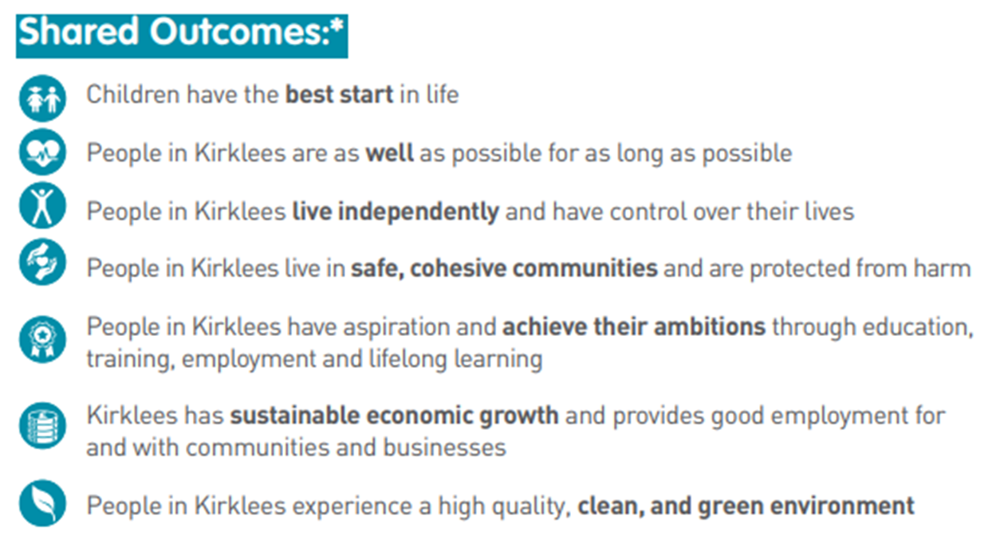 Shared Outcomes:*
Children have the best start in life
People in Kirklees are as well as possible for as long as possible
People in Kirklees live independently and have control over their lives
People in Kirklees live in safe, cohesive communities and are protected from harm
People in Kirklees have aspiration and achieve their ambitions through education,
training, employment and lifelong learning
Kirklees has sustainable economic growth and provides good employment for
and with communities and businesses
People in Kirklees experience a high quality, clean, and green environment